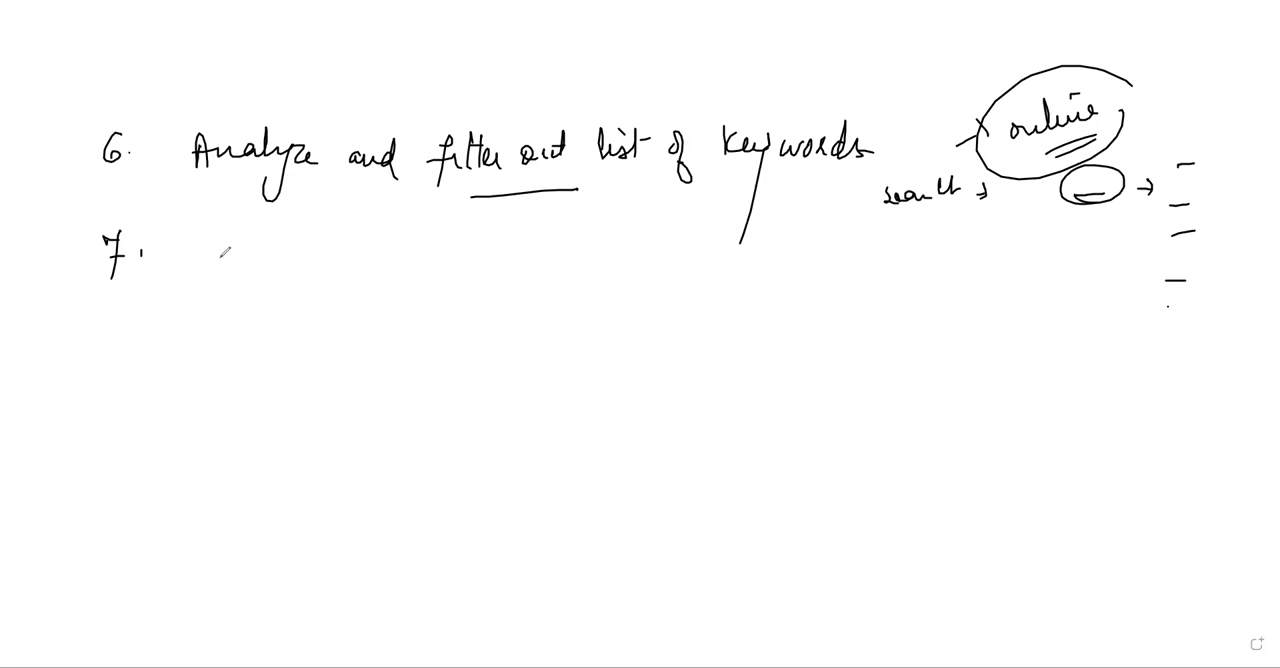 6. Analyze and filter out list of keywords
online
search →
→
7.